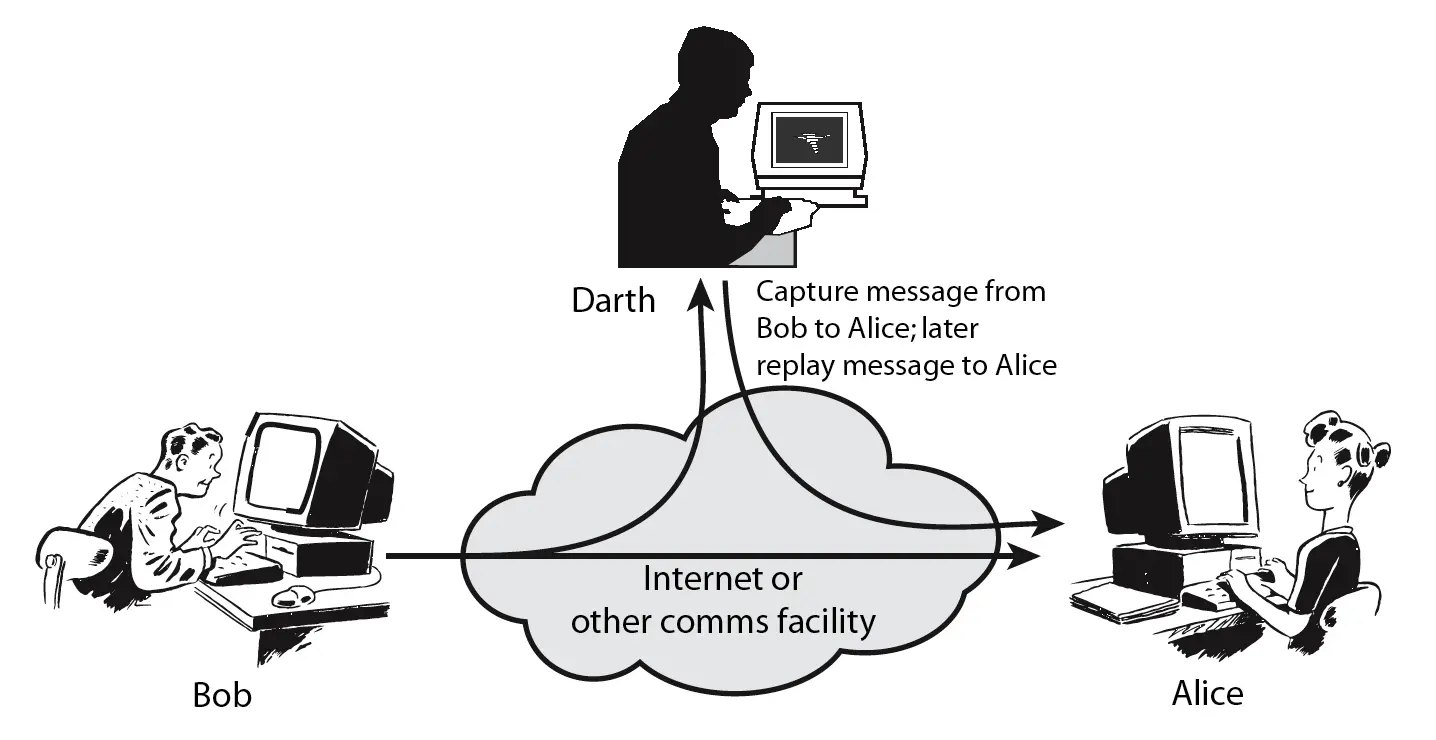 Darth
Capture message from
Bob to Alice; later
replay message to Alice
Internet or
other comms facility
Bob
Alice